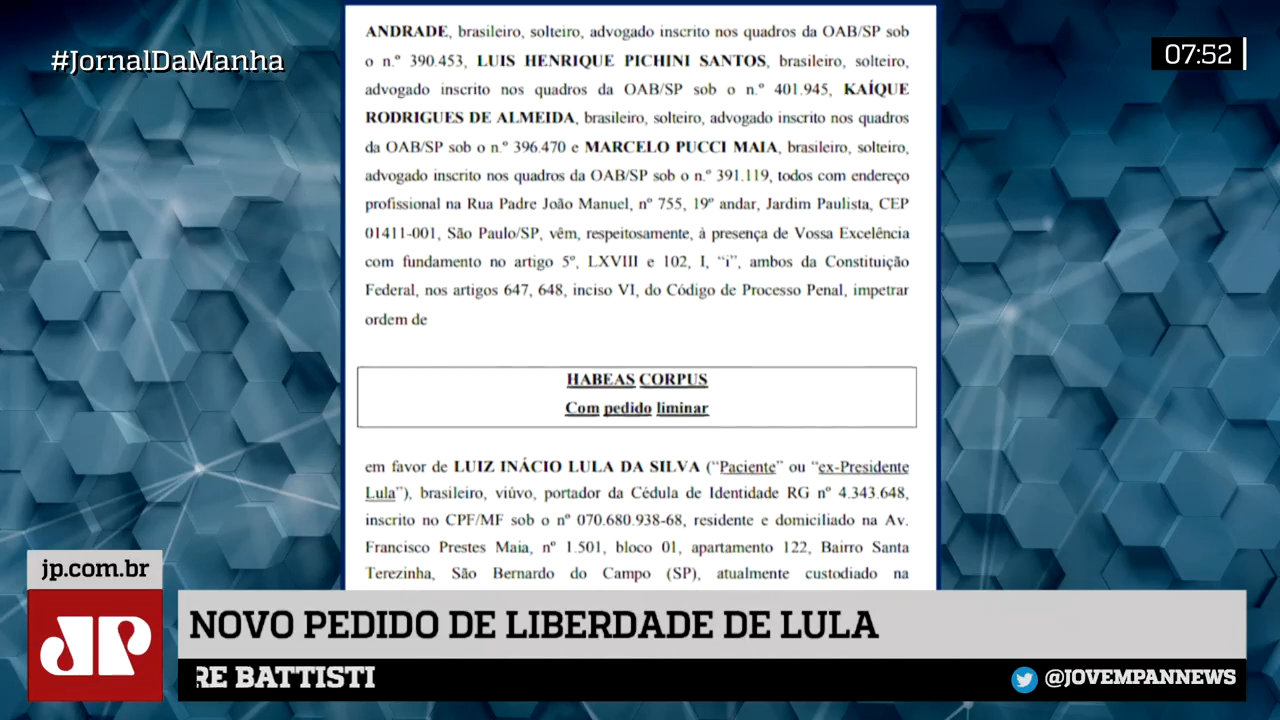 #JornalDaManha
07:52
ANDRADE, brasileiro, solteiro, advogado inscrito nos quadros da OAB/SP sob
o n.º 390.453, LUIS HENRIQUE PICHINI SANTOS, brasileiro, solteiro,
advogado inscrito nos quadros da OAB/SP sob o n.º 401.945, KAÍQUE
RODRIGUES DE ALMEIDA, brasileiro, solteiro, advogado inscrito nos quadros
da OAB/SP sob o n.º 396.470 e MARCELO PUCCI MAIA, brasileiro, solteiro,
advogado inscrito nos quadros da OAB/SP sob o n.º 391.119, todos com endereço
profissional na Rua Padre João Manuel, nº 755, 19º andar, Jardim Paulista, CEP
01411-001, São Paulo/SP, vêm, respeitosamente, à presença de Vossa Excelência
com fundamento no artigo 5º, LXVIII e 102, I, “i”, ambos da Constituição
Federal, nos artigos 647, 648, inciso VI, do Código de Processo Penal, impetrar
ordem de
HABEAS CORPUS
Com pedido liminar
em favor de LUIZ INÁCIO LULA DA SILVA (“Paciente” ou “ex-Presidente
Lula”), brasileiro, viúvo, portador da Cédula de Identidade RG nº 4.343.648,
inscrito no CPF/MF sob o nº 070.680.938-68, residente e domiciliado na Av.
Francisco Prestes Maia, nº 1.501, bloco 01, apartamento 122, Bairro Santa
Terezinha, São Bernardo do Campo (SP), atualmente custodiado na
jp.com.br
JP
NOVO PEDIDO DE LIBERDADE DE LULA
RE BATTISTI
@JOVEMPANNEWS